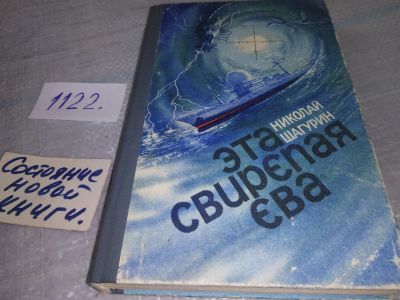 1122.
Состояние
новой
книги.
НИКОЛАЙ
ШАГУРИН
ЭТА
СВИРЕПАЯ
ЕВА